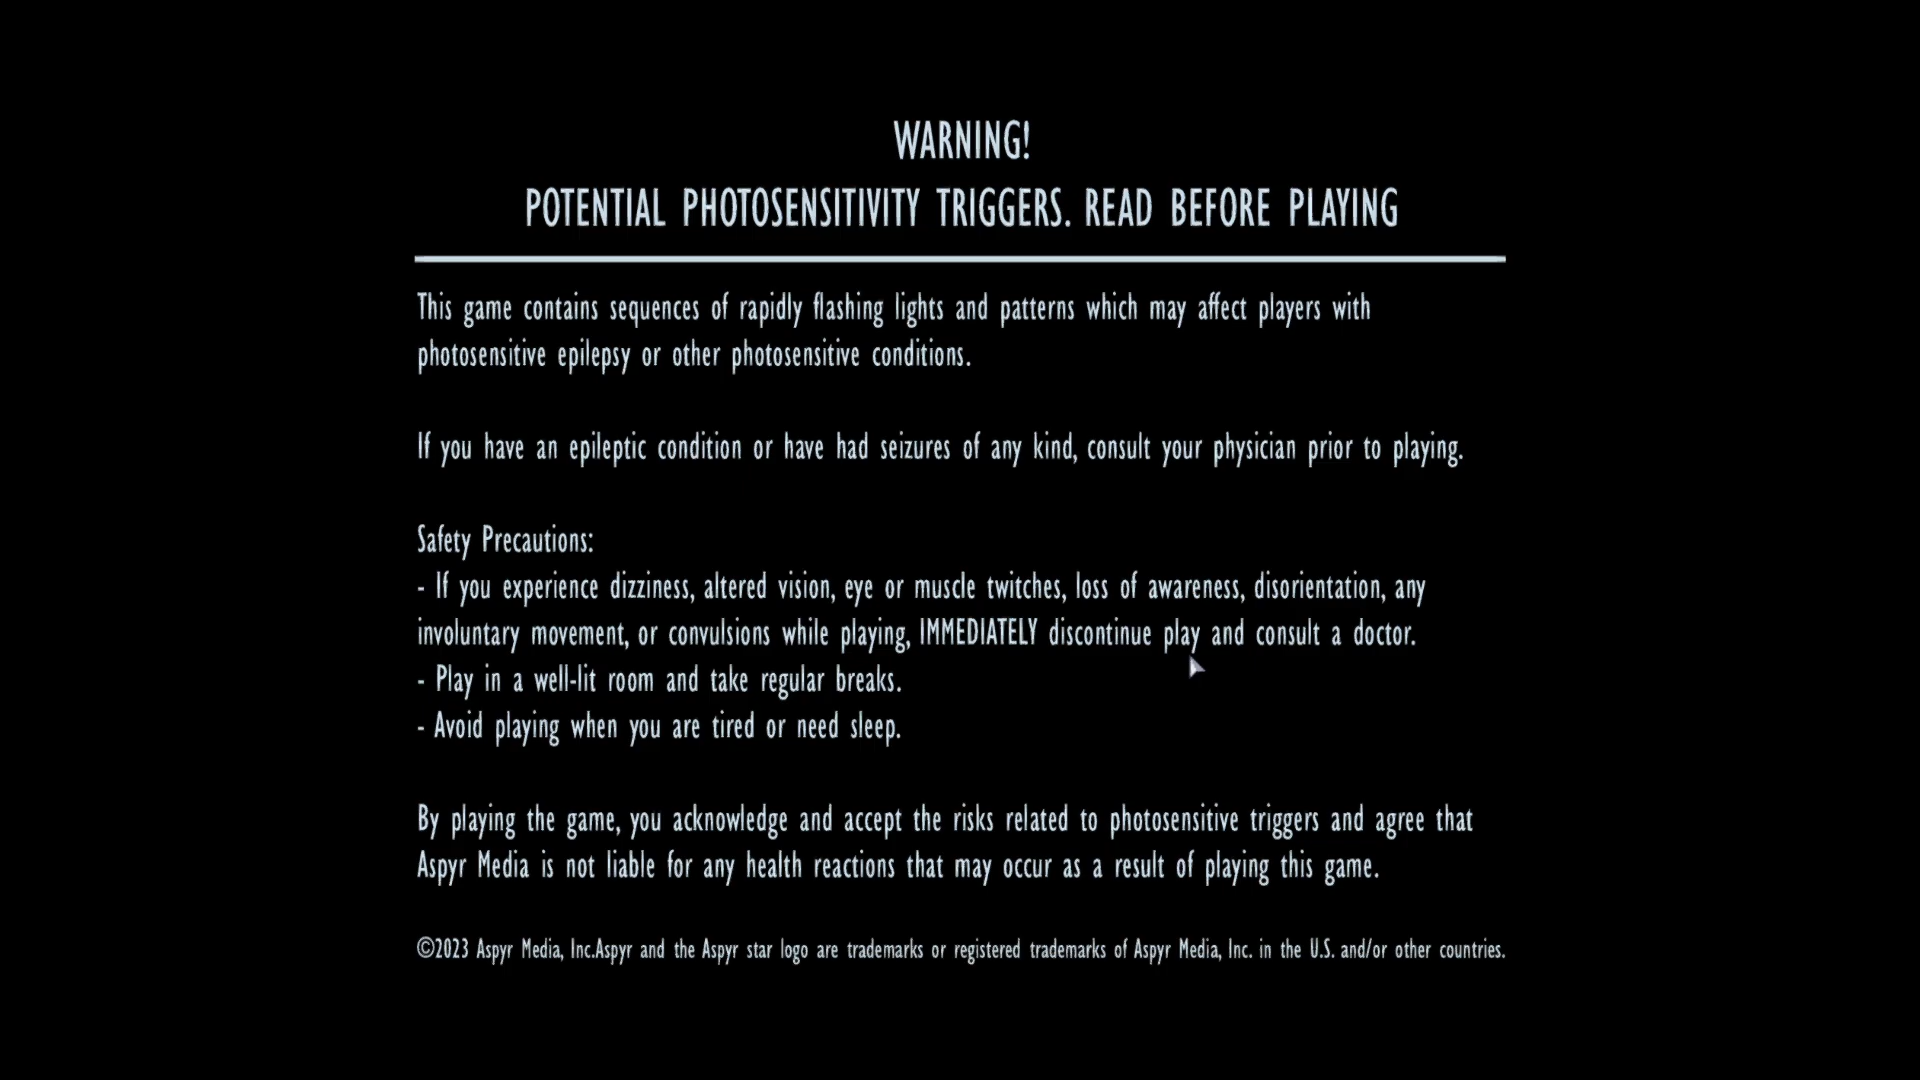 WARNING!
POTENTIAL PHOTOSENSITIVITY TRIGGERS. READ BEFORE PLAYING
This game contains sequences of rapidly flashing lights and patterns which may affect players with
photosensitive epilepsy or other photosensitive conditions.
If you have an epileptic condition or have had seizures of any kind, consult your physician prior to playing.
Safety Precautions:
- If you experience dizziness, altered vision, eye or muscle twitches, loss of awareness, disorientation, any
involuntary movement, or convulsions while playing, IMMEDIATELY discontinue play and consult a doctor.
- Play in a well-lit room and take regular breaks.
- Avoid playing when you are tired or need sleep.
By playing the game, you acknowledge and accept the risks related to photosensitive triggers and agree that
Aspyr Media is not liable for any health reactions that may occur as a result of playing this game.
©2023 Aspyr Media, Inc.Aspyr and the Aspyr star logo are trademarks or registered trademarks of Aspyr Media, Inc. in the U.S. and/or other countries.